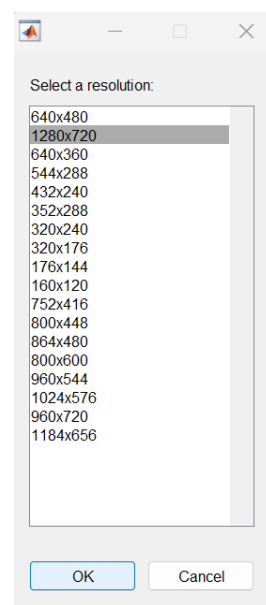 Select a resolution:
640x480
1280x720
640x360
544x288
432x240
352x288
320x240
320x176
176x144
160x120
752x416
800x448
864x480
800x600
960x544
1024x576
960x720
1184x656
OK Cancel